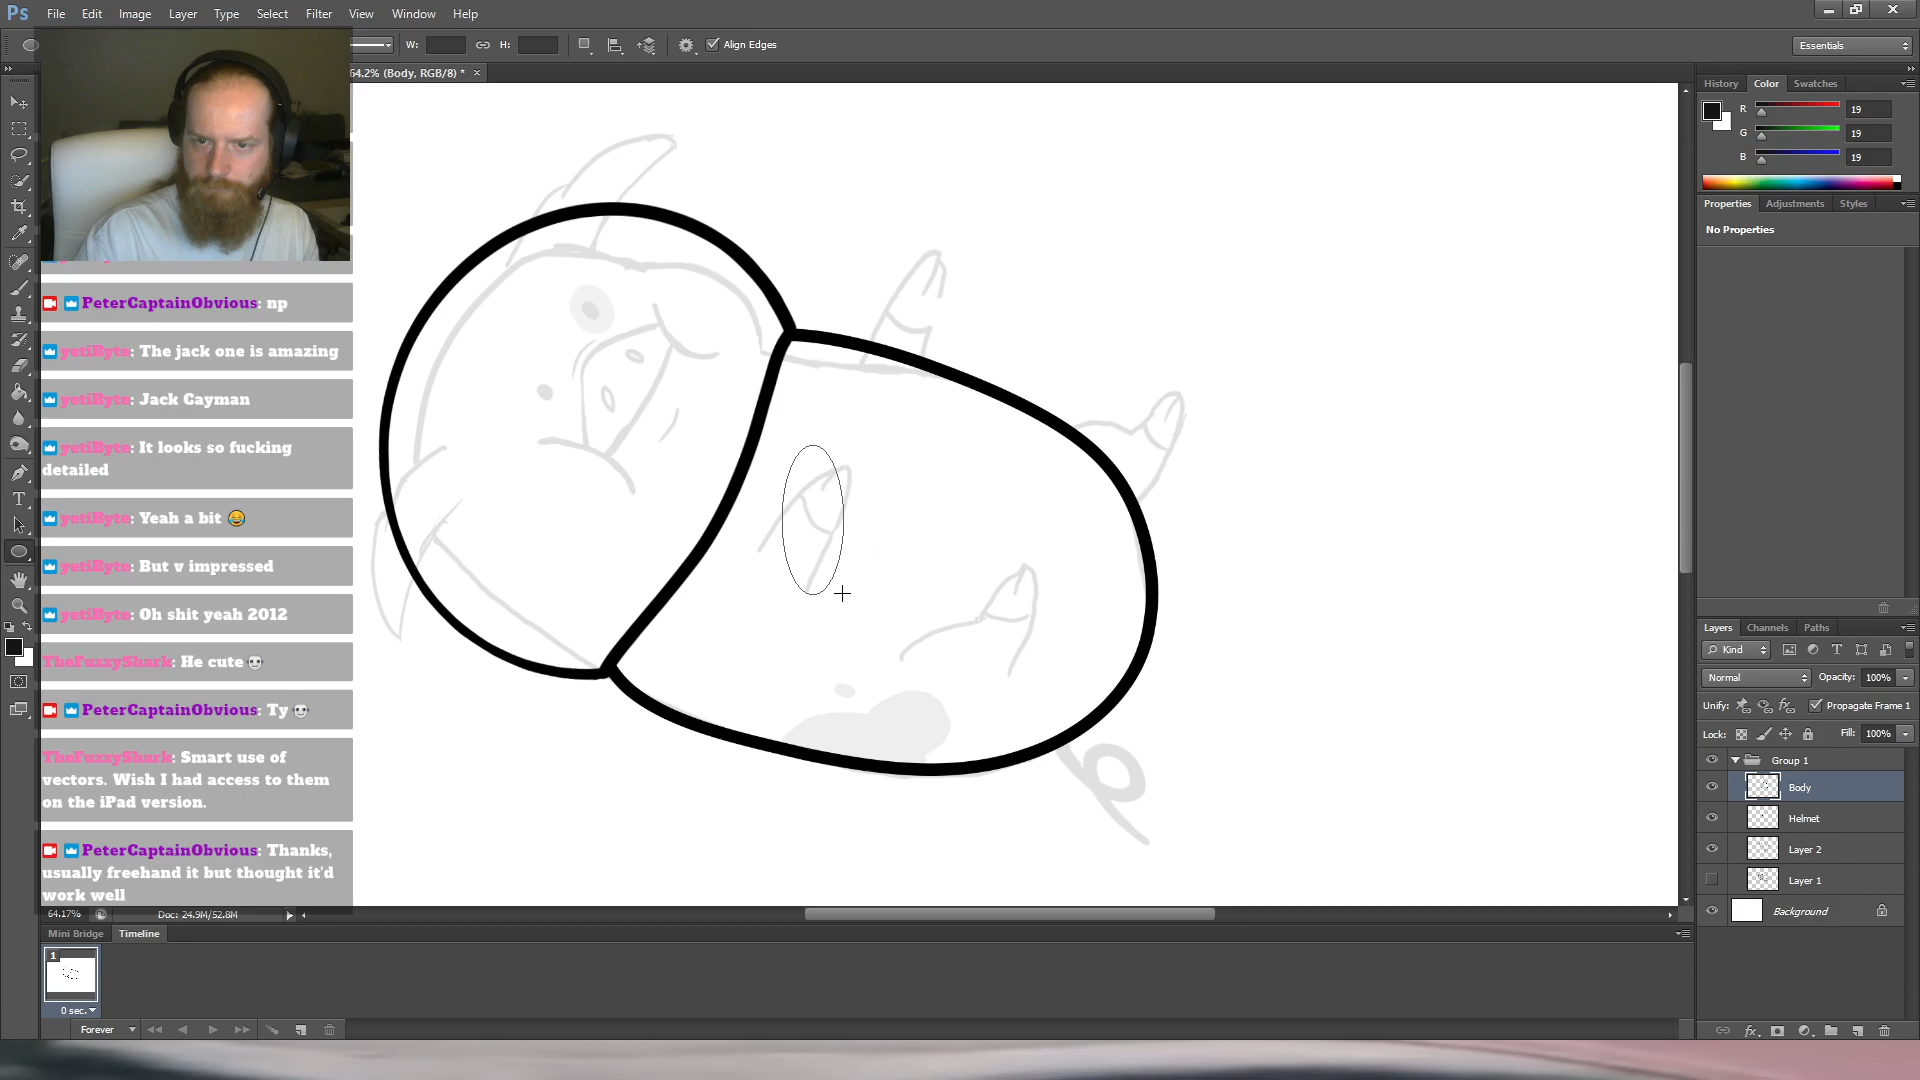 Ps File Edit Image Layer Type Select Filter View Window Help
W: H: Align Edges Essentials
64.2% (Body, RGB/8) * ×
History Color Swatches
R 19
G 19
B 19
Properties Adjustments Styles
No Properties
PeterCaptainObvious: np
yetiByte: The jack one is amazing
yetiByte: Jack Cayman
yetiByte: It looks so fucking
detailed
yetiByte: Yeah a bit 😂
yetiByte: But v impressed
yetiByte: Oh shit yeah 2012
TheFuzzyShark: He cute
PeterCaptainObvious: Ty
TheFuzzyShark: Smart use of
vectors. Wish I had access to them
on the iPad version.
PeterCaptainObvious: Thanks,
usually freehand it but thought it'd
work well
Layers Channels Paths
Kind
Normal Opacity: 100%
Unify: Propagate Frame 1
Lock: Fill: 100%
Group 1
Body
Helmet
Layer 2
Layer 1
Background
64.17% Doc: 24.9M/52.8M
Mini Bridge Timeline
1
0 sec.
Forever